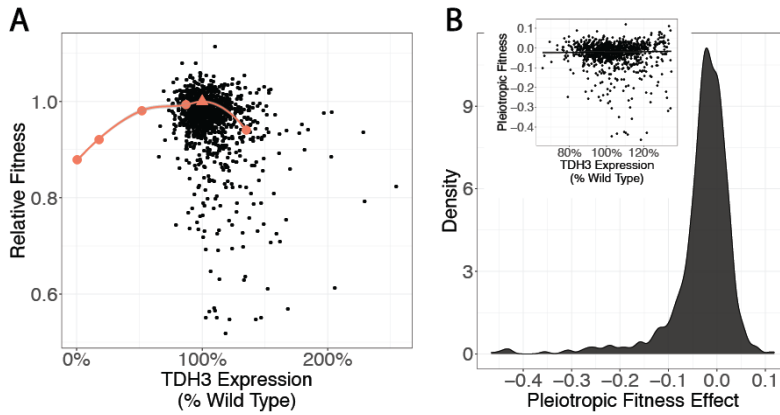 A
Relative Fitness
1.0
0.8
0.6
0%
100%
200%
TDH3 Expression
(% Wild Type)
B
Pleiotropic Fitness
0.1
0.0
−0.1
−0.2
−0.3
−0.4
80%
100%
120%
TDH3 Expression
(% Wild Type)
Density
9
6
3
0
−0.4
−0.3
−0.2
−0.1
0.0
0.1
Pleiotropic Fitness Effect